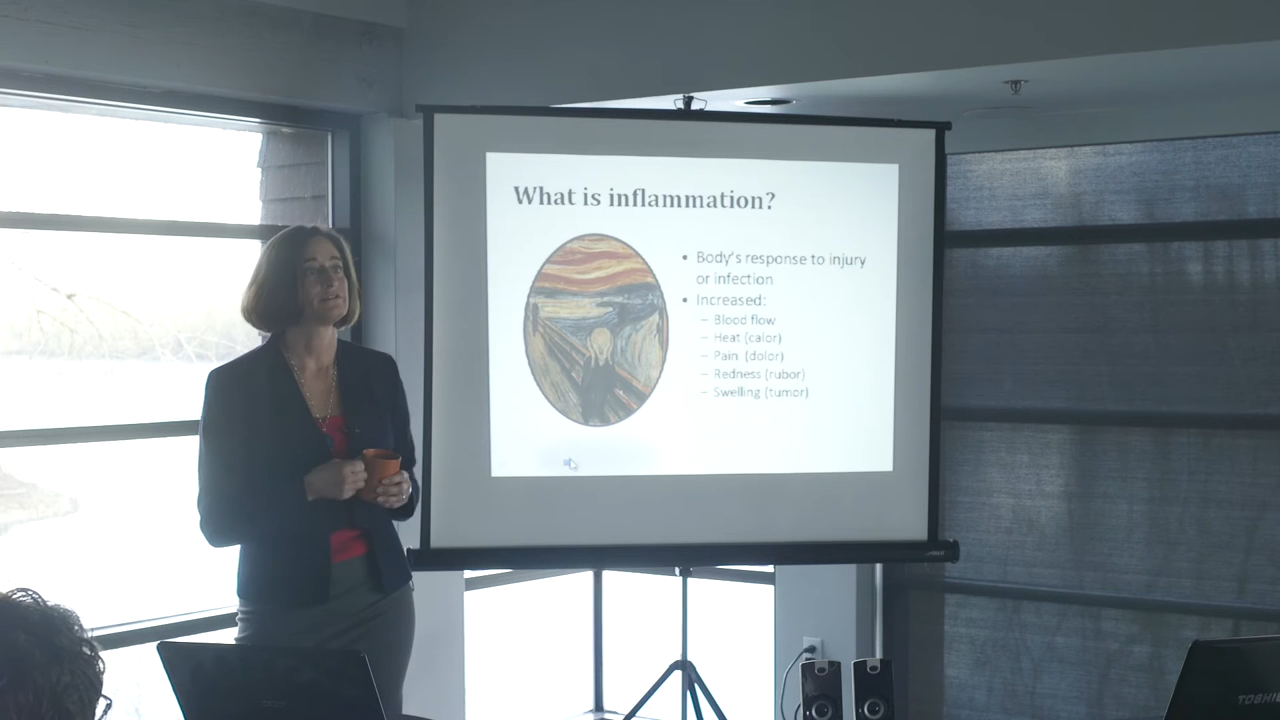 What is inflammation?
• Body's response to injury
or infection
• Increased:
– Blood flow
– Heat (calor)
– Pain (dolor)
– Redness (rubor)
– Swelling (tumor)
TOSHIBA